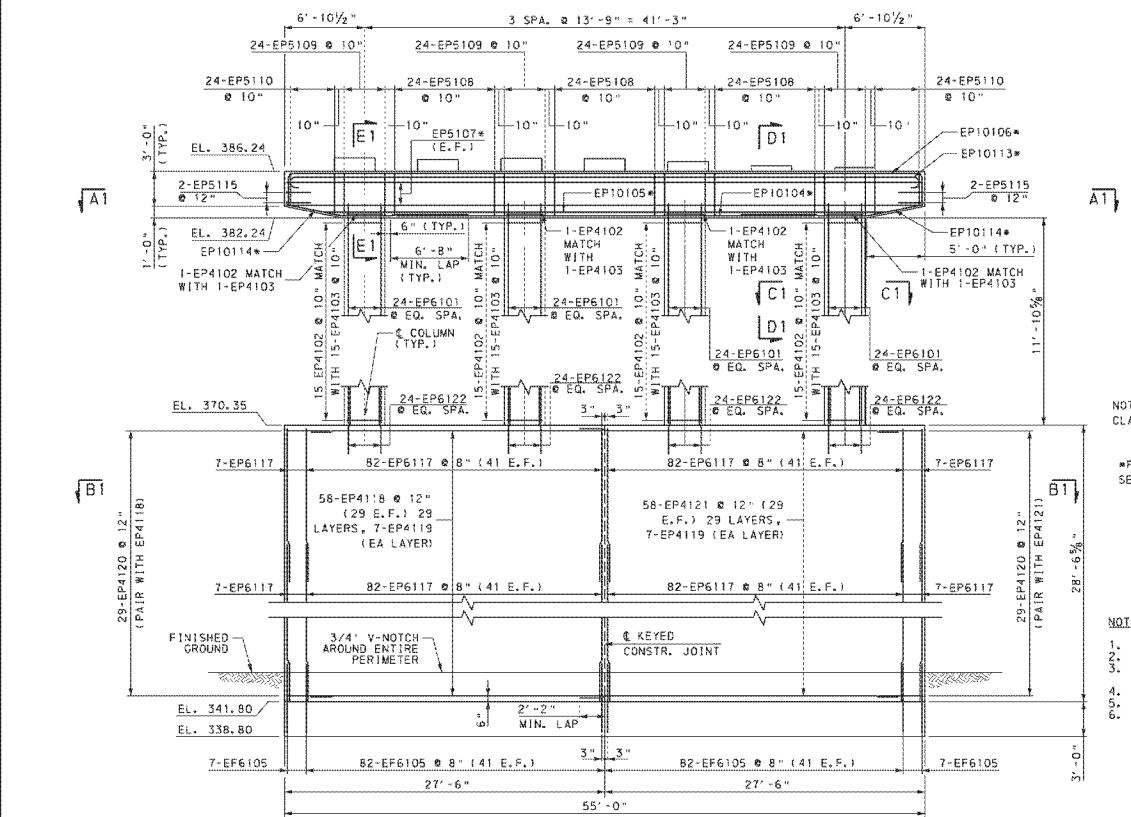 6'-10½"
3 SPA. @ 13'-9" = 41'-3"
6'-10½"
24-EP5109 @ 10"
24-EP5109 @ 10"
24-EP5109 @ 10"
24-EP5109 @ 10"
24-EP5110
@ 10"
24-EP5108
@ 10"
24-EP5108
@ 10"
24-EP5108
@ 10"
24-EP5110
@ 10"
10"
10"
10"
10"
10"
10"
10"
10"
E1
EP5107*
(E.F.)
D1
EP10106*
EP10113*
3'-0"
(TYP.)
EL. 386.24
A1
2-EP5115
@ 12"
EP10105*
EP10104*
2-EP5115
@ 12"
A1
1'-0"
(TYP.)
EL. 382.24
EP10114*
E1
6" (TYP.)
6'-8"
MIN. LAP
(TYP.)
1-EP4102
MATCH
WITH
1-EP4103
1-EP4102
MATCH
WITH
1-EP4103
EP10114*
5'-0" (TYP.)
1-EP4102 MATCH
WITH 1-EP4103
1-EP4102 MATCH
WITH 1-EP4103
C1
C1
D1
15-EP4102 @ 10" MATCH
WITH 15-EP4103 @ 10"
15-EP4102 @ 10" MATCH
WITH 15-EP4103 @ 10"
15-EP4102 @ 10" MATCH
WITH 15-EP4103 @ 10"
15-EP4102 @ 10" MATCH
WITH 15-EP4103 @ 10"
24-EP6101
@ EQ. SPA.
24-EP6101
@ EQ. SPA.
24-EP6101
@ EQ. SPA.
24-EP6101
@ EQ. SPA.
℄ COLUMN
(TYP.)
11'-10⅝"
24-EP6122
@ EQ. SPA.
24-EP6122
@ EQ. SPA.
24-EP6122
@ EQ. SPA.
24-EP6122
@ EQ. SPA.
EL. 370.35
3"
3"
NOT
CLA
7-EP6117
82-EP6117 @ 8" (41 E.F.)
82-EP6117 @ 8" (41 E.F.)
7-EP6117
SE
B1
B1
58-EP4118 @ 12"
(29 E.F.) 29
LAYERS, 7-EP4119
(EA LAYER)
58-EP4121 @ 12" (29
E.F.) 29 LAYERS,
7-EP4119 (EA LAYER)
29-EP4120 @ 12"
(PAIR WITH EP4118)
29-EP4120 @ 12"
(PAIR WITH EP4121)
28'-6⅝"
7-EP6117
82-EP6117 @ 8" (41 E.F.)
82-EP6117 @ 8" (41 E.F.)
7-EP6117
FINISHED
GROUND
3/4" V-NOTCH
AROUND ENTIRE
PERIMETER
℄ KEYED
CONSTR. JOINT
NOT
1.
2.
3.
4.
5.
6.
EL. 341.80
6"
2'-2"
MIN. LAP
EL. 338.80
3'-0"
3"
3"
7-EF6105
82-EF6105 @ 8" (41 E.F.)
82-EF6105 @ 8" (41 E.F.)
7-EF6105
27'-6"
27'-6"
55'-0"